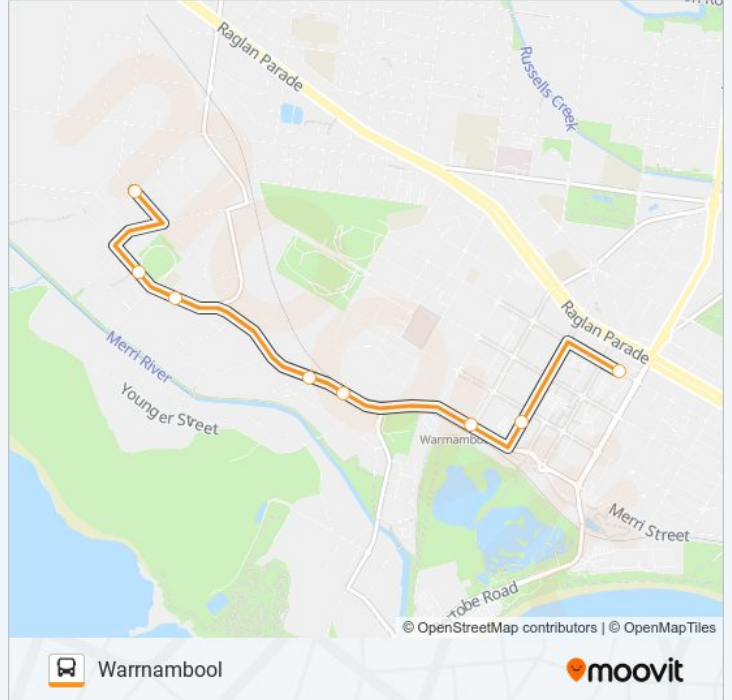 Raglan Parade
Russells Creek
Merri River
Younger Street
Raglan Parade
Warrnambool
Merri Street
tobe Road
© OpenStreetMap contributors | © OpenMapTiles
Warrnambool
moovit